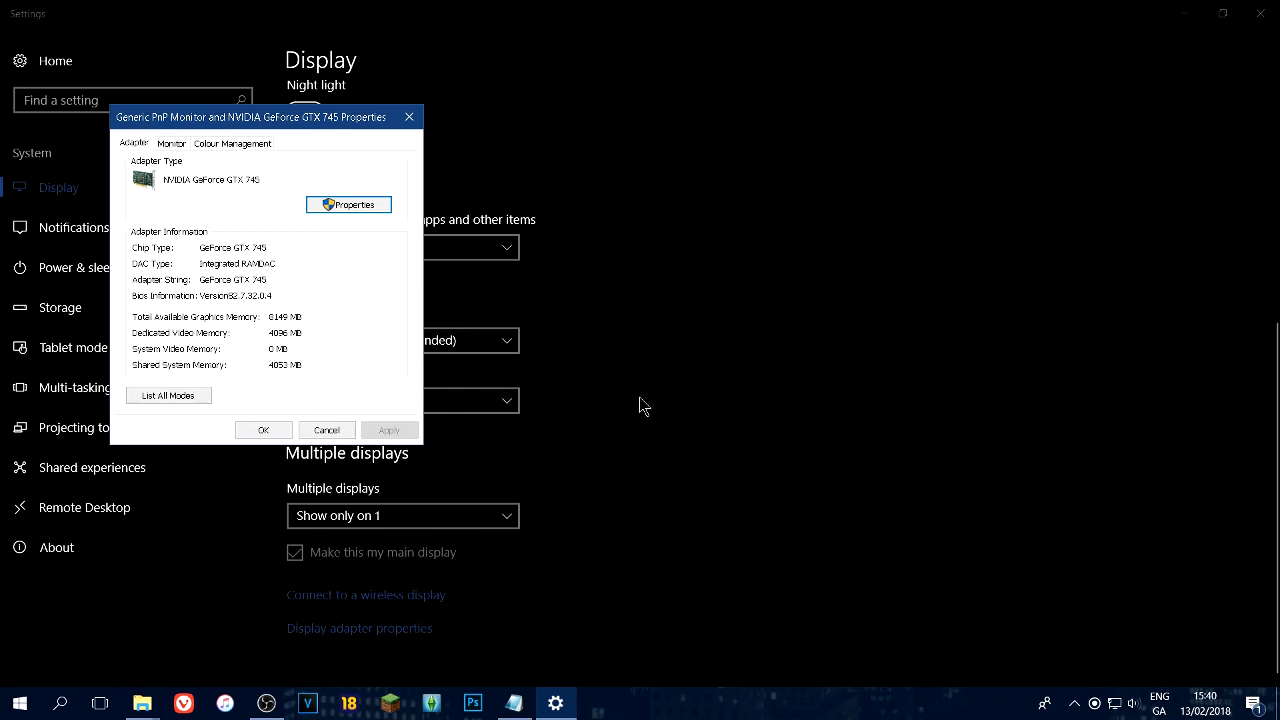 Settings
Home
Find a setting
System
Display
Notifications
Power & slee
Storage
Tablet mode
Multi-tasking
Projecting to
Shared experiences
Remote Desktop
About
Display
Night light
Generic PnP Monitor and NVIDIA GeForce GTX 745 Properties
Adapter Monitor Colour Management
Adapter Type
NVIDIA GeForce GTX 745
Properties
Adapter Information
Chip Type: GeForce GTX 745
DAC Type: Integrated RAMDAC
Adapter String: GeForce GTX 745
Bios Information: Version82.7.32.0.4
Total Available Graphics Memory: 8149 MB
Dedicated Video Memory: 4096 MB
System Video Memory: 0 MB
Shared System Memory: 4053 MB
List All Modes
OK Cancel Apply
apps and other items
nded)
Multiple displays
Multiple displays
Show only on 1
Make this my main display
Connect to a wireless display
Display adapter properties
V 18 Ps
ENG
GA
15:40
13/02/2018
1